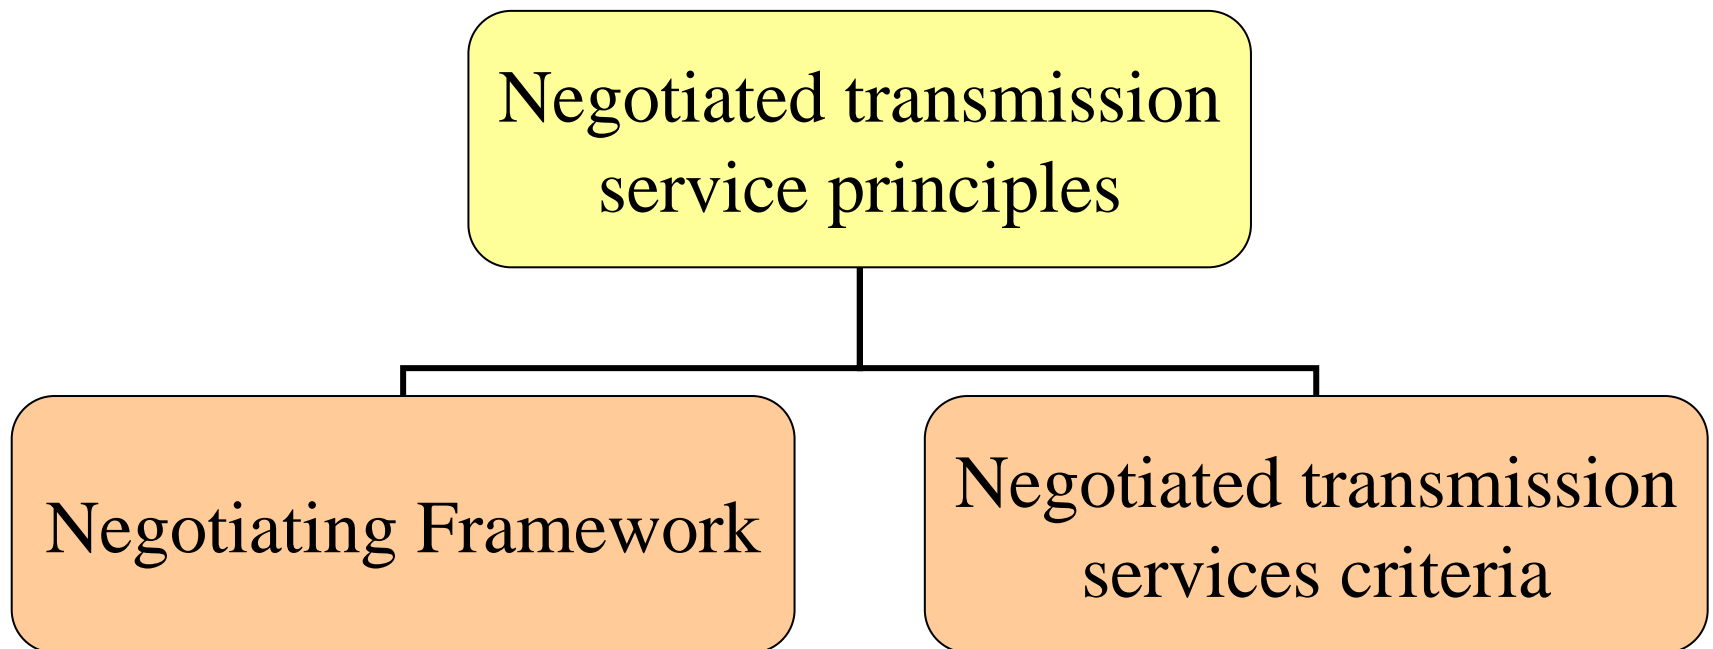 Negotiated transmission
service principles
Negotiating Framework
Negotiated transmission
services criteria